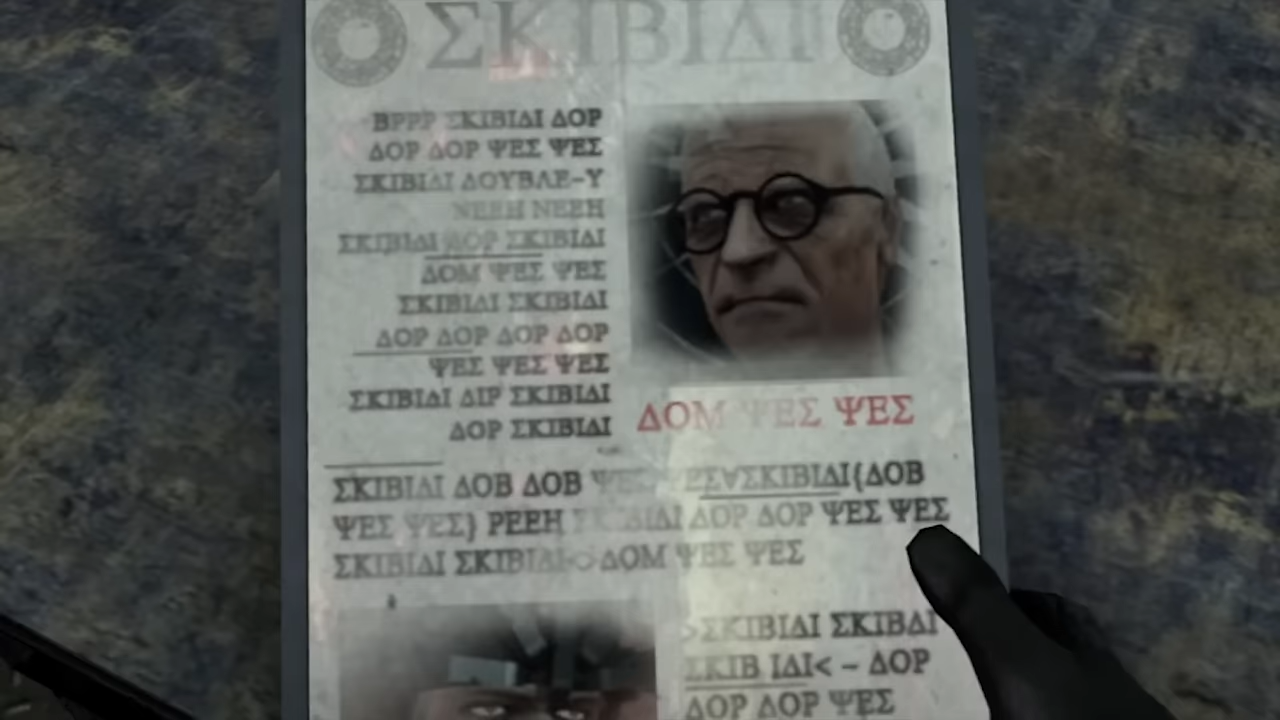 ΣΚΙΒΙΔΙ
ΒΡΡΡ ΣΚΙΒΙΔΙ ΔΟΡ
ΔΟΡ ΔΟΡ ΨΕΣ ΨΕΣ
ΣΚΙΒΙΔΙ ΔΟΥΒΛΕ-Υ
ΝΕΕΗ ΝΕΕΗ
ΣΚΙΒΙΔΙ ΔΟΡ ΣΚΙΒΙΔΙ
ΔΟΜ ΨΕΣ ΨΕΣ
ΣΚΙΒΙΔΙ ΣΚΙΒΙΔΙ
ΔΟΡ ΔΟΡ ΔΟΡ ΔΟΡ
ΨΕΣ ΨΕΣ ΨΕΣ
ΣΚΙΒΙΔΙ ΔΙΡ ΣΚΙΒΙΔΙ
ΔΟΡ ΣΚΙΒΙΔΙ
ΔΟΜ ΨΕΣ ΨΕΣ
ΣΚΙΒΙΔΙ ΔΟΒ ΔΟΒ ΨΕΣ ΨΕΣ∀ΣΚΙΒΙΔΙ(ΔΟΒ
ΨΕΣ ΨΕΣ) ΡΕΕΗ ΣΚΙΒΙΔΙ ΔΟΡ ΔΟΡ ΨΕΣ ΨΕΣ
ΣΚΙΒΙΔΙ ΣΚΙΒΙΔΙ<>ΔΟΜ ΨΕΣ ΨΕΣ
>ΣΚΙΒΙΔΙ ΣΚΙΒΔΙ
ΣΚΙΒ ΙΔΙ< - ΔΟΡ
ΔΟΡ ΔΟΡ ΨΕΣ